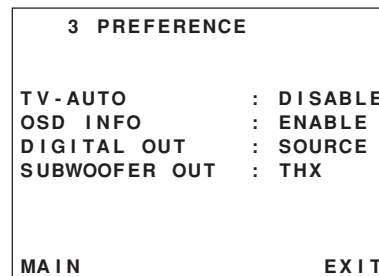 3 PREFERENCE
TV-AUTO : DISABLE
OSD INFO : ENABLE
DIGITAL OUT : SOURCE
SUBWOOFER OUT : THX
MAIN EXIT